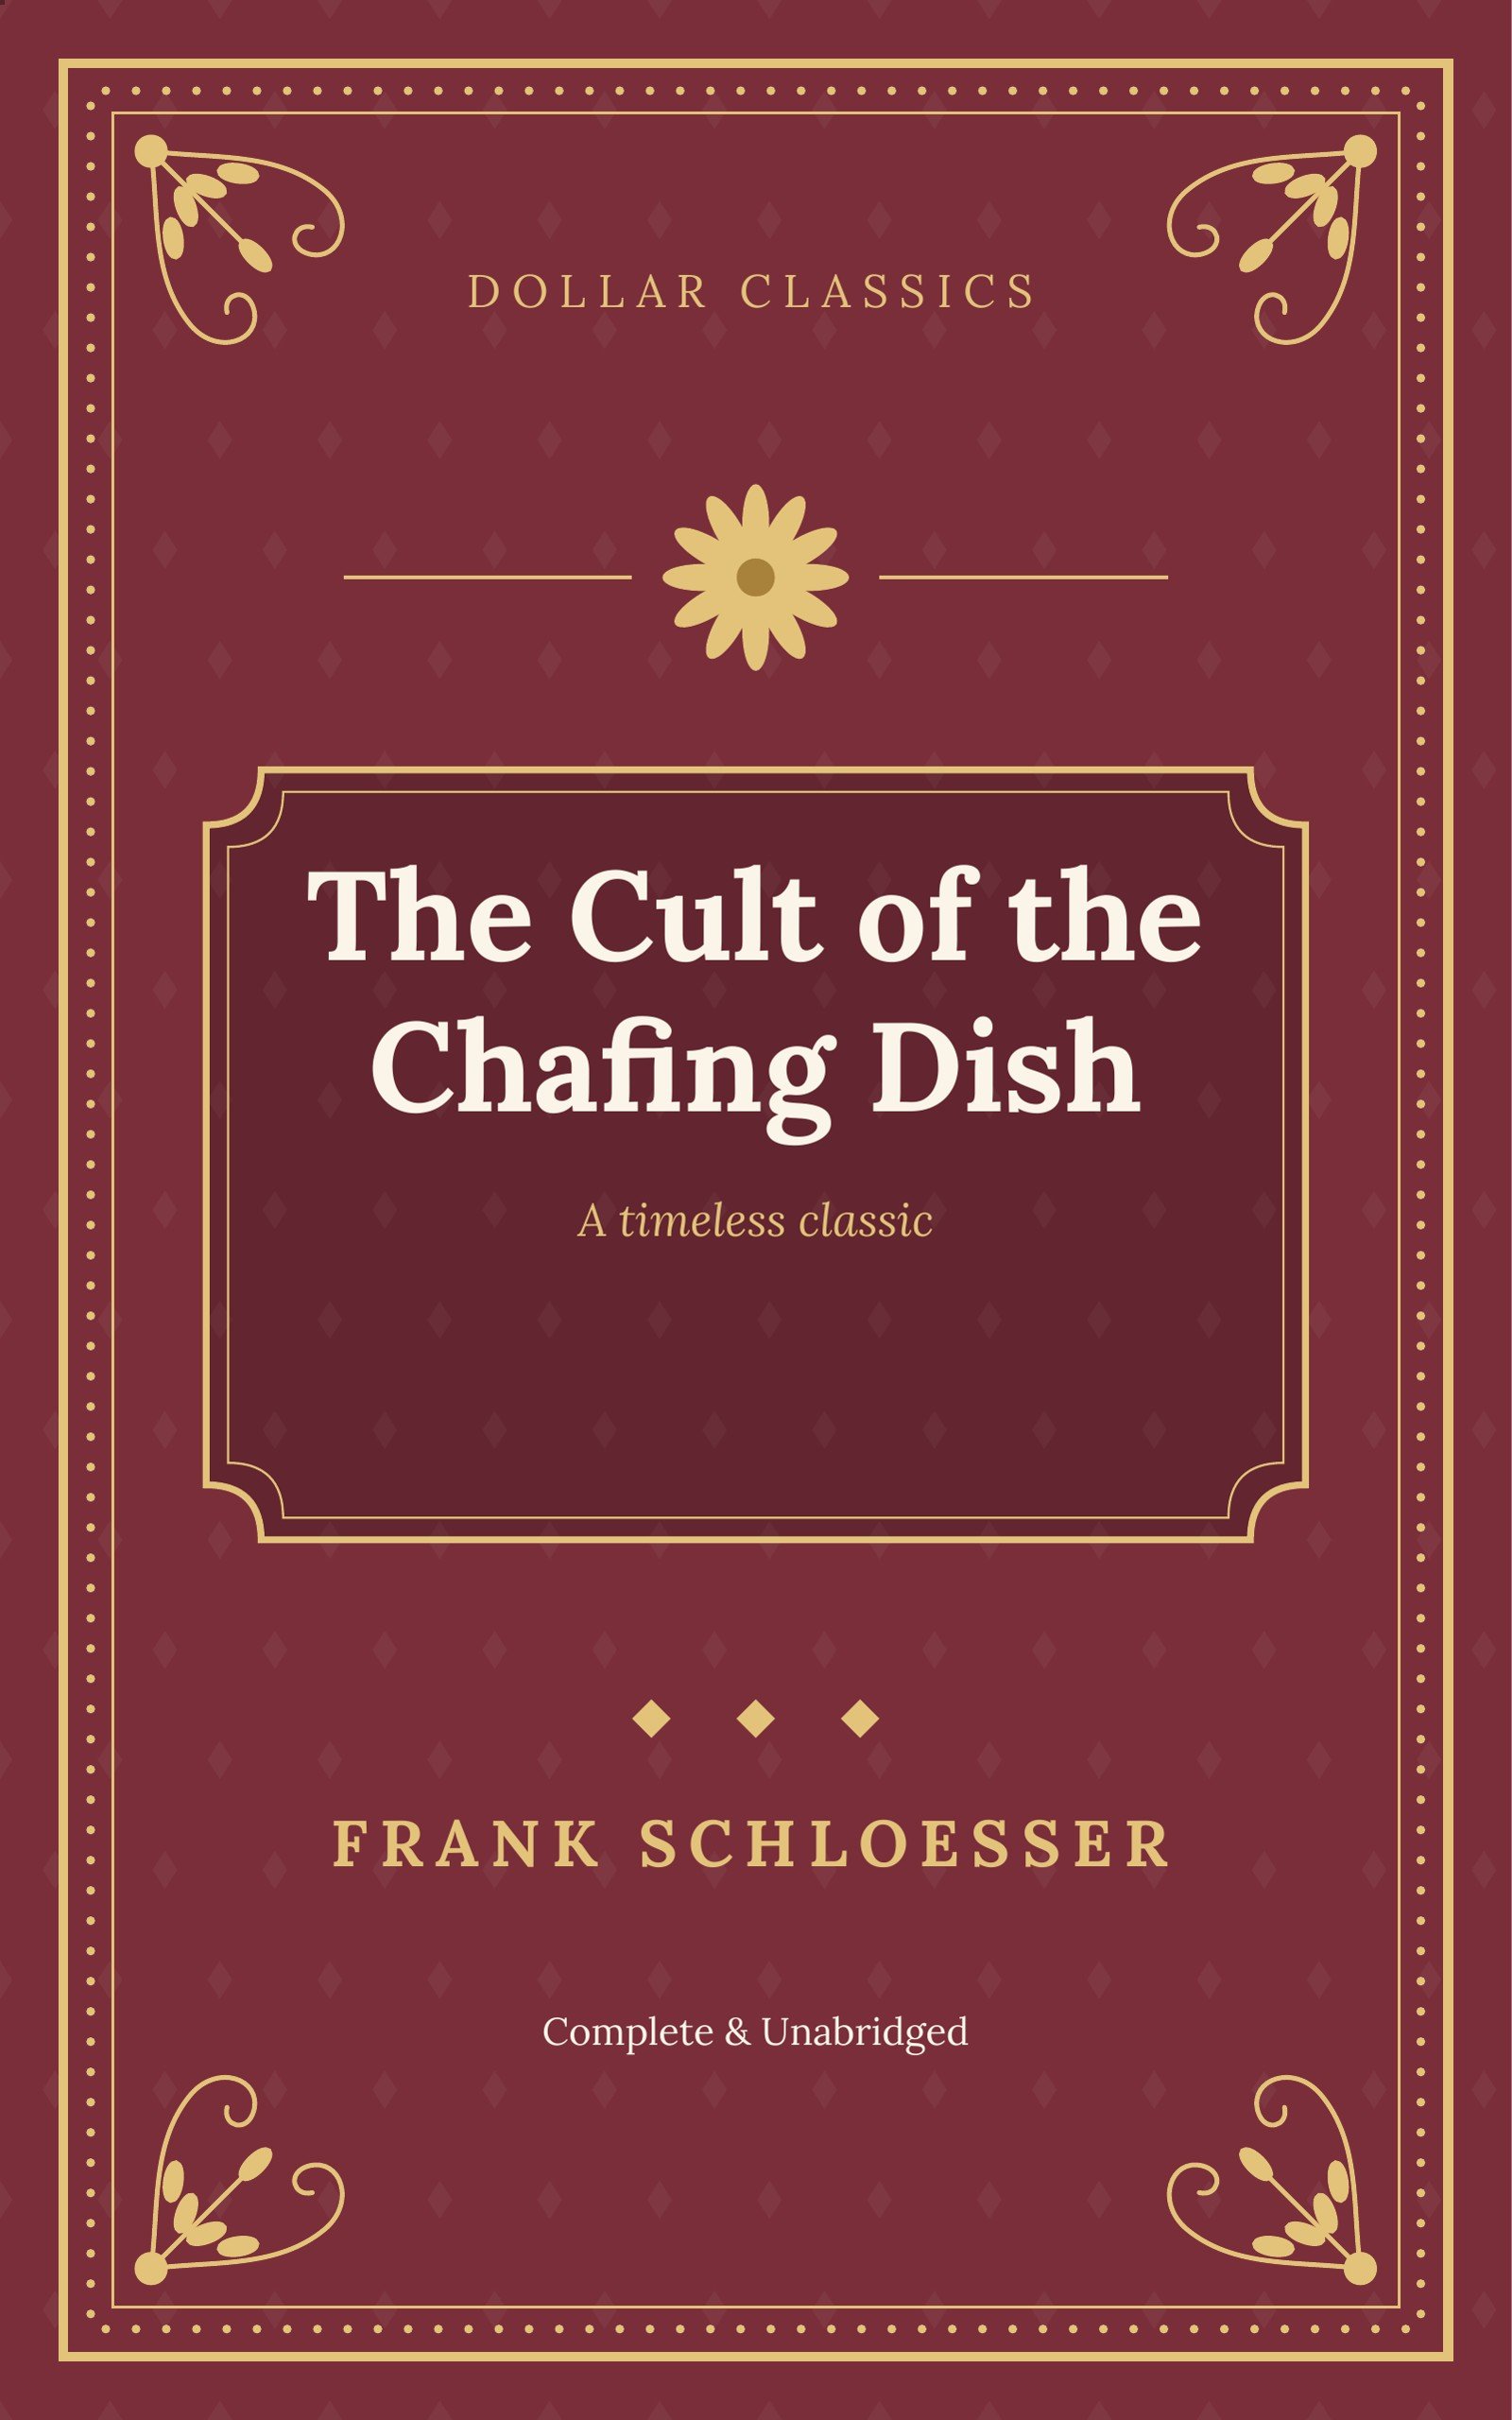 DOLLAR CLASSICS
The Cult of the
Chafing Dish
A timeless classic
FRANK SCHLOESSER
Complete & Unabridged